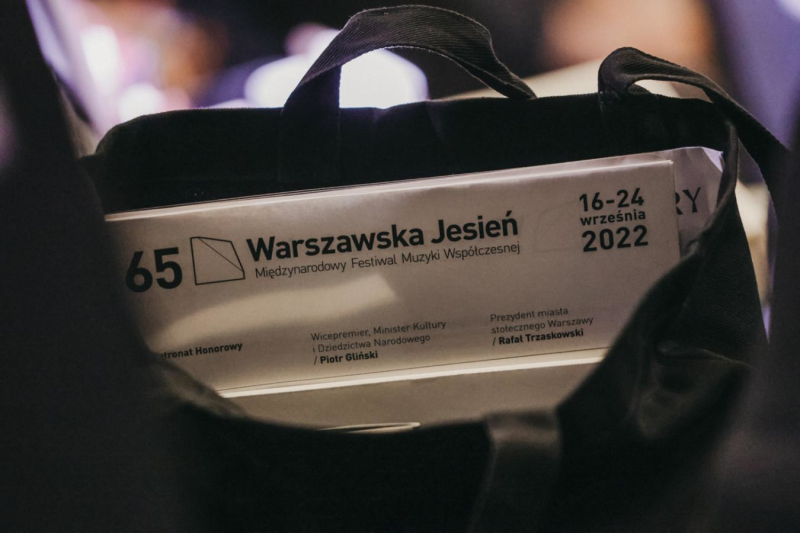 65
Warszawska Jesień
Międzynarodowy Festiwal Muzyki Współczesnej
16-24
września
2022
RY
Honorowy
Wicepremier, Minister Kultury
i Dziedzictwa Narodowego
/ Piotr Gliński
Prezydent miasta
stołecznego Warszawy
/ Rafał Trzaskowski